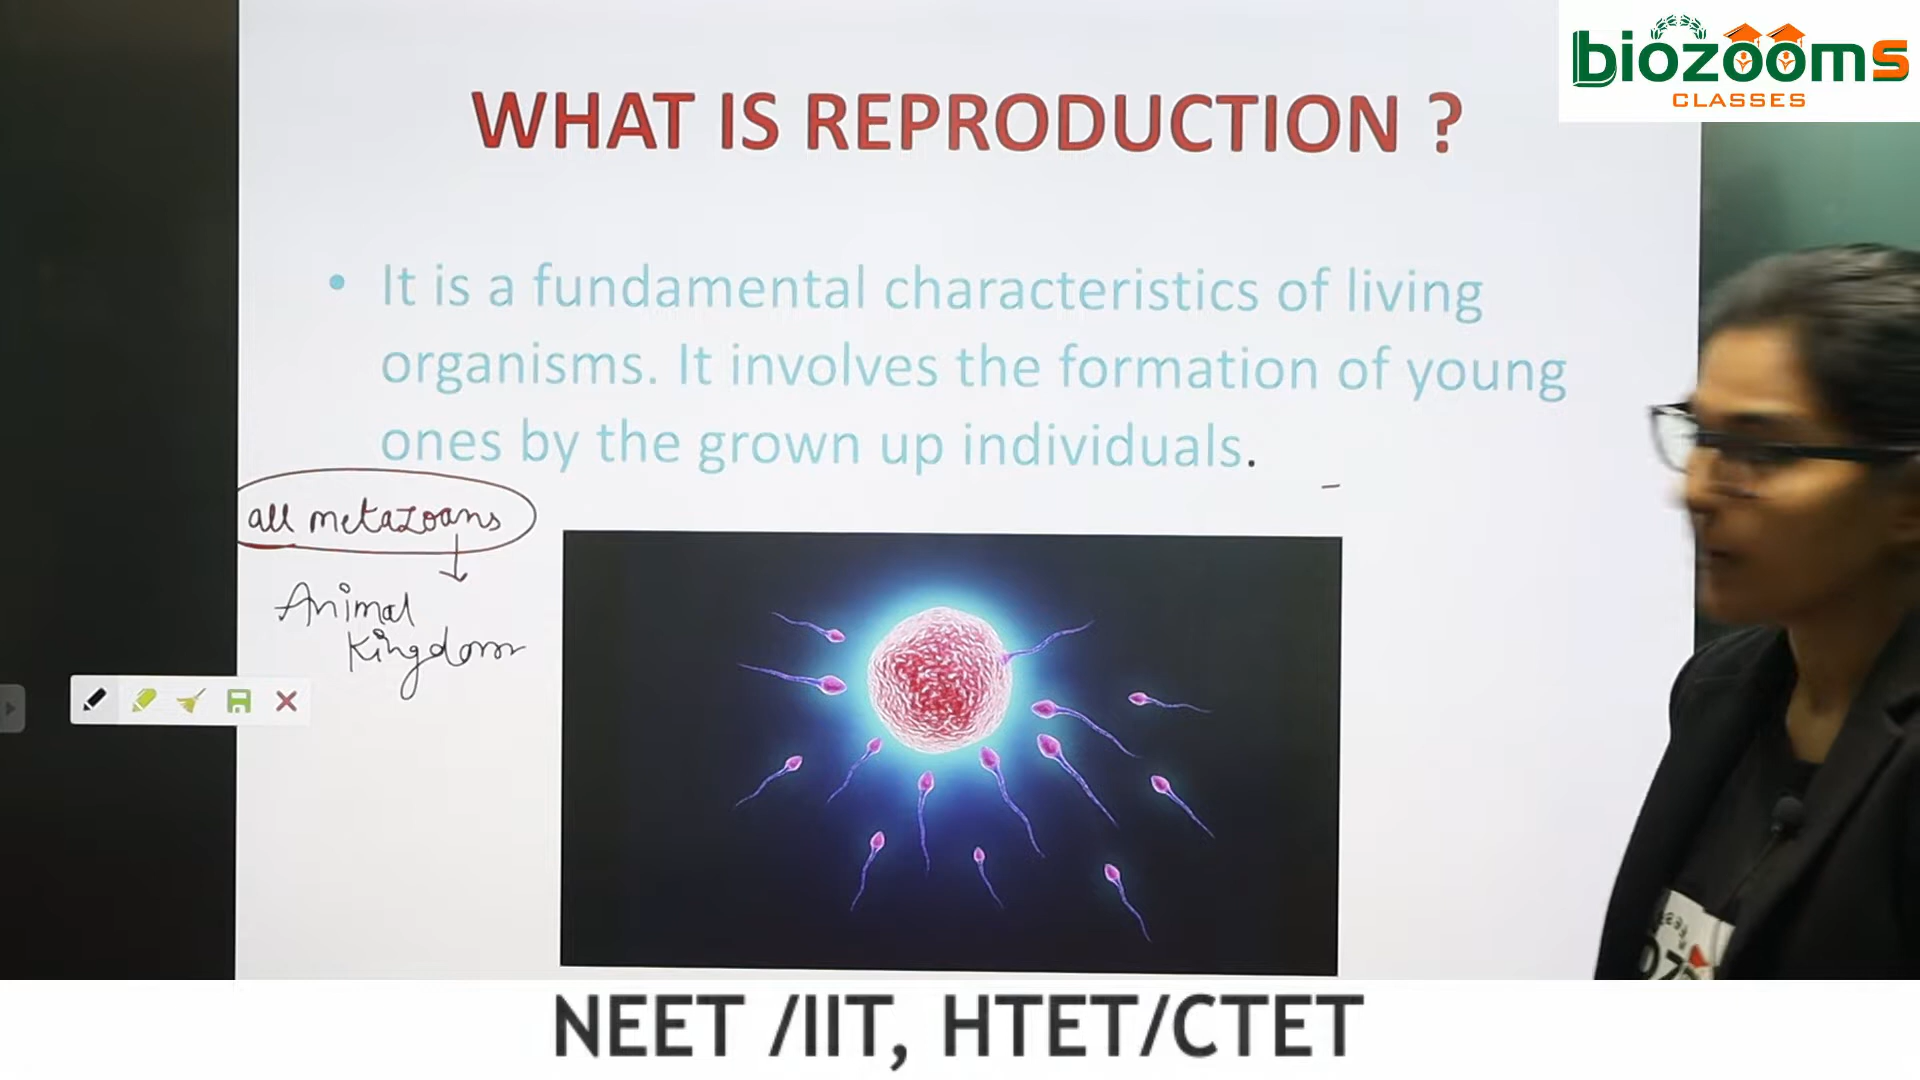 biozooms
CLASSES
WHAT IS REPRODUCTION ?
• It is a fundamental characteristics of living
organisms. It involves the formation of young
ones by the grown up individuals.
all metazoans
Animal
Kingdom
NEET /IIT, HTET/CTET